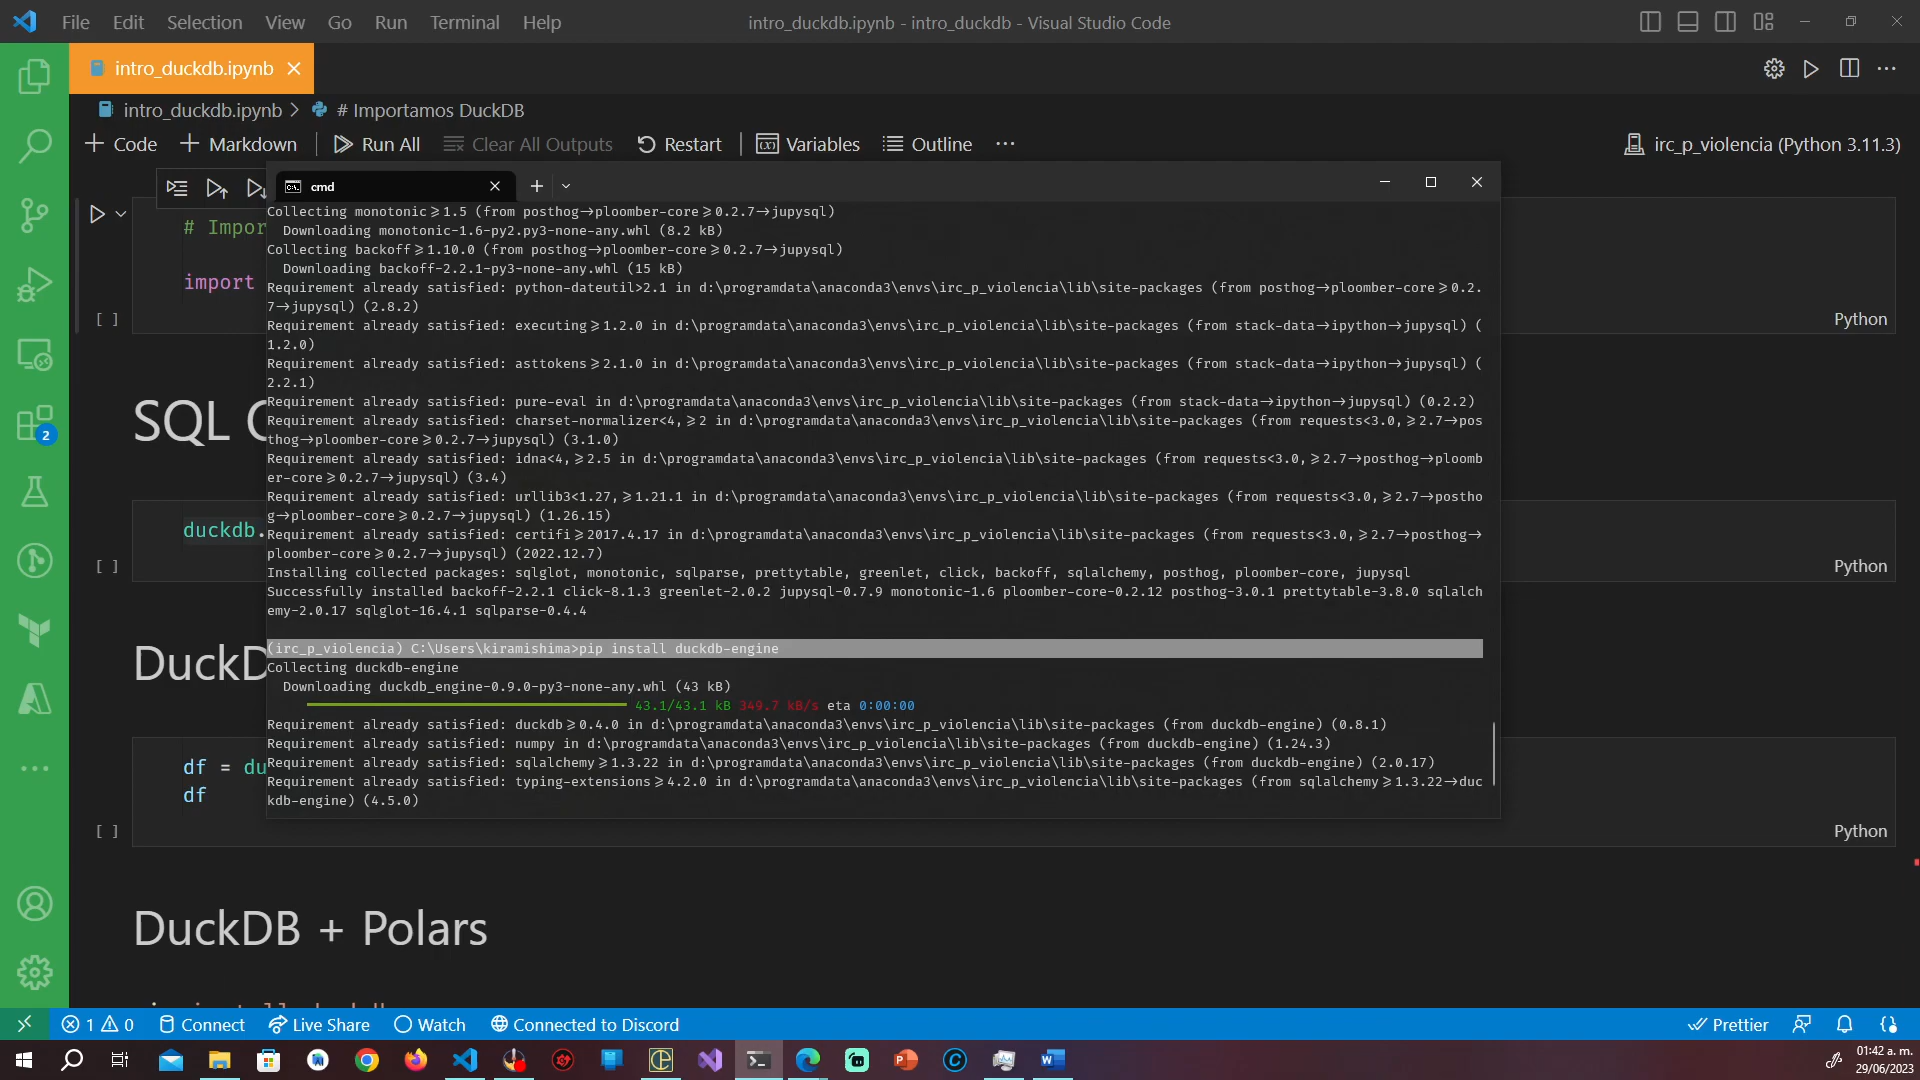 File Edit Selection View Go Run Terminal Help
intro_duckdb.ipynb - intro_duckdb - Visual Studio Code
intro_duckdb.ipynb
intro_duckdb.ipynb > # Importamos DuckDB
Code Markdown Run All Clear All Outputs Restart Variables Outline ...
irc_p_violencia (Python 3.11.3)
cmd
Collecting monotonic≥1.5 (from posthog→ploomber-core≥0.2.7→jupysql)
Downloading monotonic-1.6-py2.py3-none-any.whl (8.2 kB)
Collecting backoff≥1.10.0 (from posthog→ploomber-core≥0.2.7→jupysql)
Downloading backoff-2.2.1-py3-none-any.whl (15 kB)
Requirement already satisfied: python-dateutil>2.1 in d:\programdata\anaconda3\envs\irc_p_violencia\lib\site-packages (from posthog→ploomber-core≥0.2.
7→jupysql) (2.8.2)
Requirement already satisfied: executing≥1.2.0 in d:\programdata\anaconda3\envs\irc_p_violencia\lib\site-packages (from stack-data→ipython→jupysql) (
1.2.0)
Requirement already satisfied: asttokens≥2.1.0 in d:\programdata\anaconda3\envs\irc_p_violencia\lib\site-packages (from stack-data→ipython→jupysql) (
2.2.1)
Requirement already satisfied: pure-eval in d:\programdata\anaconda3\envs\irc_p_violencia\lib\site-packages (from stack-data→ipython→jupysql) (0.2.2)
Requirement already satisfied: charset-normalizer<4,≥2 in d:\programdata\anaconda3\envs\irc_p_violencia\lib\site-packages (from requests<3.0,≥2.7→pos
thog→ploomber-core≥0.2.7→jupysql) (3.1.0)
Requirement already satisfied: idna<4,≥2.5 in d:\programdata\anaconda3\envs\irc_p_violencia\lib\site-packages (from requests<3.0,≥2.7→posthog→ploomb
er-core≥0.2.7→jupysql) (3.4)
Requirement already satisfied: urllib3<1.27,≥1.21.1 in d:\programdata\anaconda3\envs\irc_p_violencia\lib\site-packages (from requests<3.0,≥2.7→postho
g→ploomber-core≥0.2.7→jupysql) (1.26.15)
Requirement already satisfied: certifi≥2017.4.17 in d:\programdata\anaconda3\envs\irc_p_violencia\lib\site-packages (from requests<3.0,≥2.7→posthog→
ploomber-core≥0.2.7→jupysql) (2022.12.7)
Installing collected packages: sqlglot, monotonic, sqlparse, prettytable, greenlet, click, backoff, sqlalchemy, posthog, ploomber-core, jupysql
Successfully installed backoff-2.2.1 click-8.1.3 greenlet-2.0.2 jupysql-0.7.9 monotonic-1.6 ploomber-core-0.2.12 posthog-3.0.1 prettytable-3.8.0 sqlalch
emy-2.0.17 sqlglot-16.4.1 sqlparse-0.4.4
(irc_p_violencia) C:\Users\kiramishima>pip install duckdb-engine
Collecting duckdb-engine
Downloading duckdb_engine-0.9.0-py3-none-any.whl (43 kB)
43.1/43.1 kB 349.7 kB/s eta 0:00:00
Requirement already satisfied: duckdb≥0.4.0 in d:\programdata\anaconda3\envs\irc_p_violencia\lib\site-packages (from duckdb-engine) (0.8.1)
Requirement already satisfied: numpy in d:\programdata\anaconda3\envs\irc_p_violencia\lib\site-packages (from duckdb-engine) (1.24.3)
Requirement already satisfied: sqlalchemy≥1.3.22 in d:\programdata\anaconda3\envs\irc_p_violencia\lib\site-packages (from duckdb-engine) (2.0.17)
Requirement already satisfied: typing-extensions≥4.2.0 in d:\programdata\anaconda3\envs\irc_p_violencia\lib\site-packages (from sqlalchemy≥1.3.22→duc
kdb-engine) (4.5.0)
# Impor
import
[ ]
Python
SQL
duckdb.
[ ]
Python
DuckD
df = du
df
[ ]
Python
DuckDB + Polars
2
1 0 Connect Live Share Watch Connected to Discord
Prettier
01:42 a. m.
29/06/2023